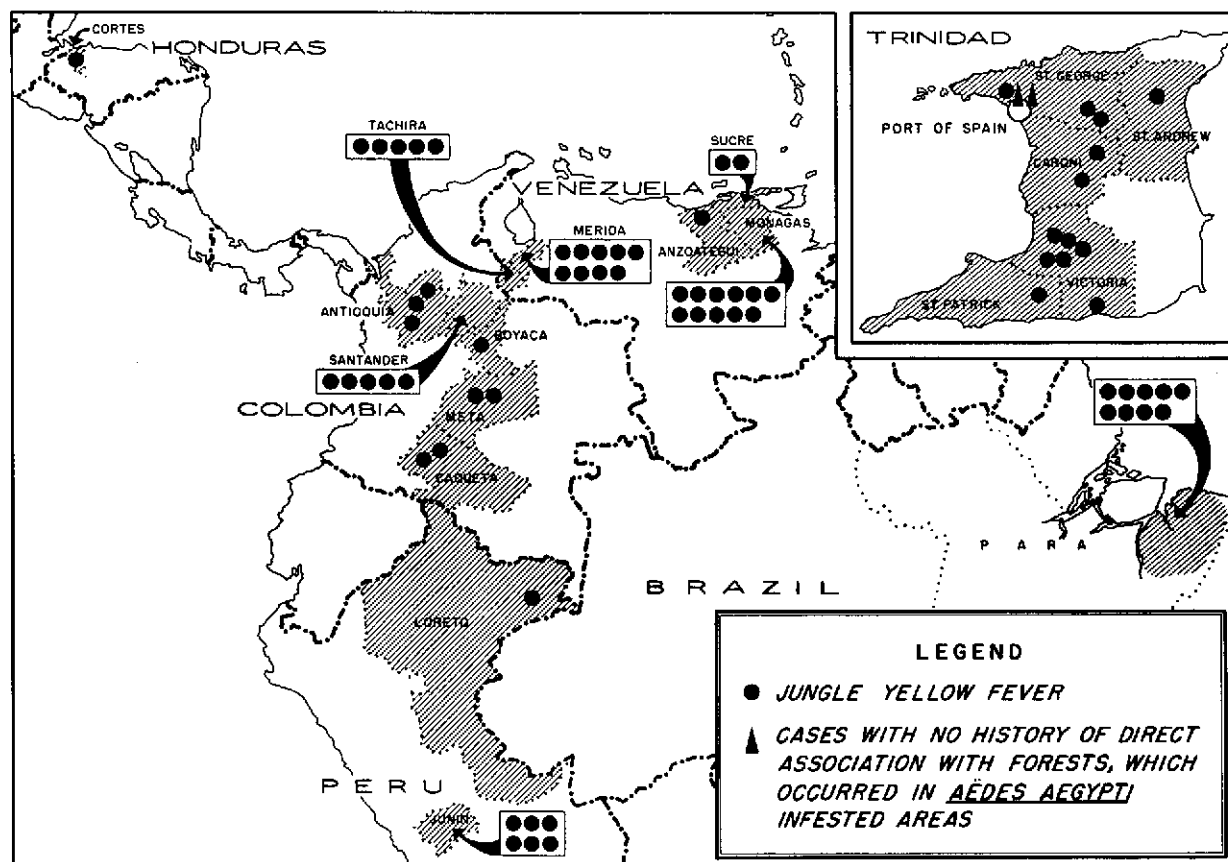 CORTES
HONDURAS
TACHIRA
SUCRE
VENEZUELA
MERIDA
MONAGAS
ANZOATEGUI
ANTIOQUIA
BOYACA
SANTANDER
COLOMBIA
META
CAQUETA
LORETO
PERU
JUNIN
BRAZIL
PARA
TRINIDAD
ST. GEORGE
PORT OF SPAIN
ST. ANDREW
CARONI
VICTORIA
ST. PATRICK
LEGEND
JUNGLE YELLOW FEVER
CASES WITH NO HISTORY OF DIRECT
ASSOCIATION WITH FORESTS, WHICH
OCCURRED IN AËDES AEGYPTI
INFESTED AREAS